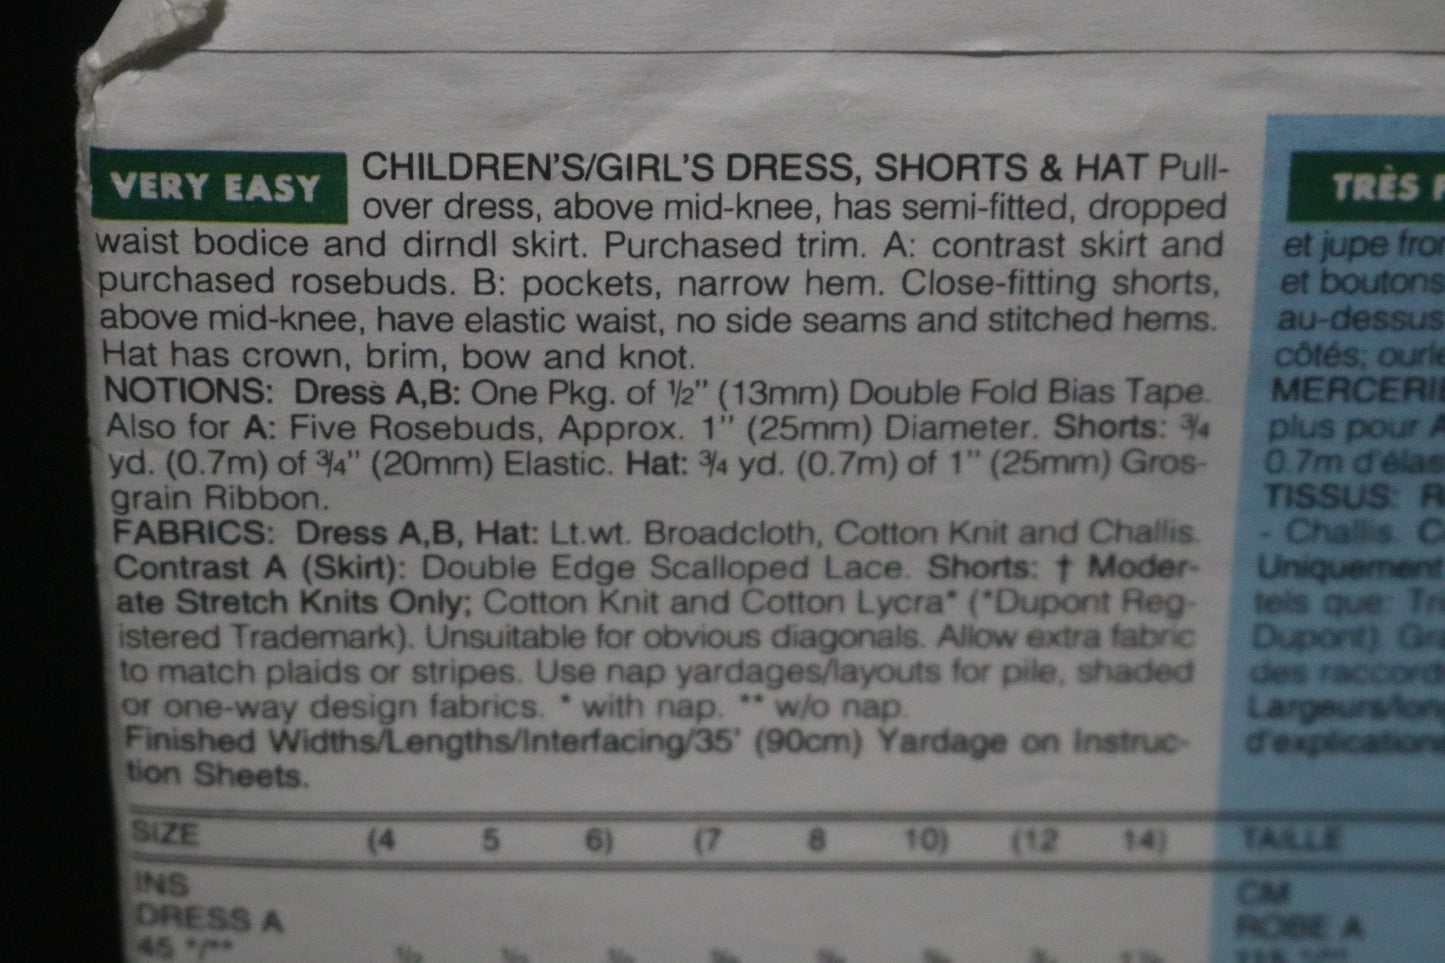 VERY EASY
CHILDREN'S/GIRL'S DRESS, SHORTS & HAT Pull-
over dress, above mid-knee, has semi-fitted, dropped
waist bodice and dirndl skirt. Purchased trim. A: contrast skirt and
purchased rosebuds. B: pockets, narrow hem. Close-fitting shorts,
above mid-knee, have elastic waist, no side seams and stitched hems.
Hat has crown, brim, bow and knot.
NOTIONS: Dress A,B: One Pkg. of ½" (13mm) Double Fold Bias Tape.
Also for A: Five Rosebuds, Approx. 1" (25mm) Diameter. Shorts: ¾
yd. (0.7m) of ¾" (20mm) Elastic. Hat: ¾ yd. (0.7m) of 1" (25mm) Gros-
grain Ribbon.
FABRICS: Dress A,B, Hat: Lt.wt. Broadcloth, Cotton Knit and Challis.
Contrast A (Skirt): Double Edge Scalloped Lace. Shorts: † Moder-
ate Stretch Knits Only; Cotton Knit and Cotton Lycra* (*Dupont Reg-
istered Trademark). Unsuitable for obvious diagonals. Allow extra fabric
to match plaids or stripes. Use nap yardages/layouts for pile, shaded
or one-way design fabrics. * with nap. ** w/o nap.
Finished Widths/Lengths/Interfacing/35' (90cm) Yardage on Instruc-
tion Sheets.
SIZE (4 5 6) (7 8 10) (12 14)
INS
DRESS A
45 */**
TRÈS
et jupe
et boutons
au-dessus
côtés; 
MERCERIE
plus pour A
0.7m
TISSUS:
- Challis.
Uniquement
tels que:
Dupont).
des
d'explications
TAILLE
CM
ROBE A